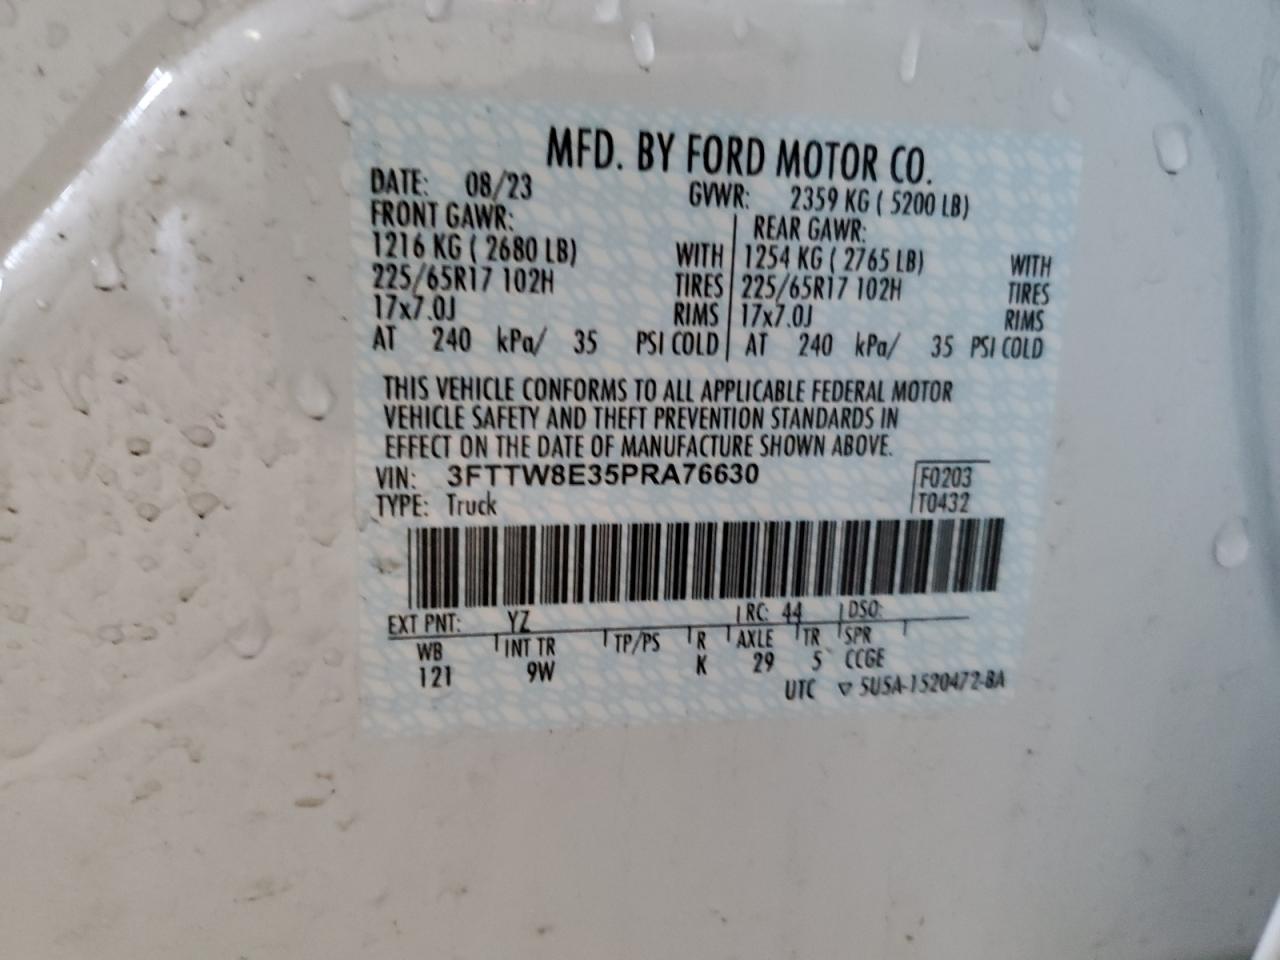 MFD. BY FORD MOTOR CO.
DATE: 08/23 GVWR: 2359 KG ( 5200 LB)
FRONT GAWR: REAR GAWR:
1216 KG ( 2680 LB) WITH 1254 KG ( 2765 LB) WITH
225/65R17 102H TIRES 225/65R17 102H TIRES
17x7.0J RIMS 17x7.0J RIMS
AT 240 kPa/ 35 PSI COLD AT 240 kPa/ 35 PSI COLD
THIS VEHICLE CONFORMS TO ALL APPLICABLE FEDERAL MOTOR
VEHICLE SAFETY AND THEFT PREVENTION STANDARDS IN
EFFECT ON THE DATE OF MANUFACTURE SHOWN ABOVE.
VIN: 3FTTW8E35PRA76630 F0203
TYPE: Truck T0432
EXT PNT: YZ RC: 44 DSO:
WB INT TR TP/PS R AXLE TR SPR
121 9W K 29 5 CCGE
UTC ▽ 5U5A-1520472-BA